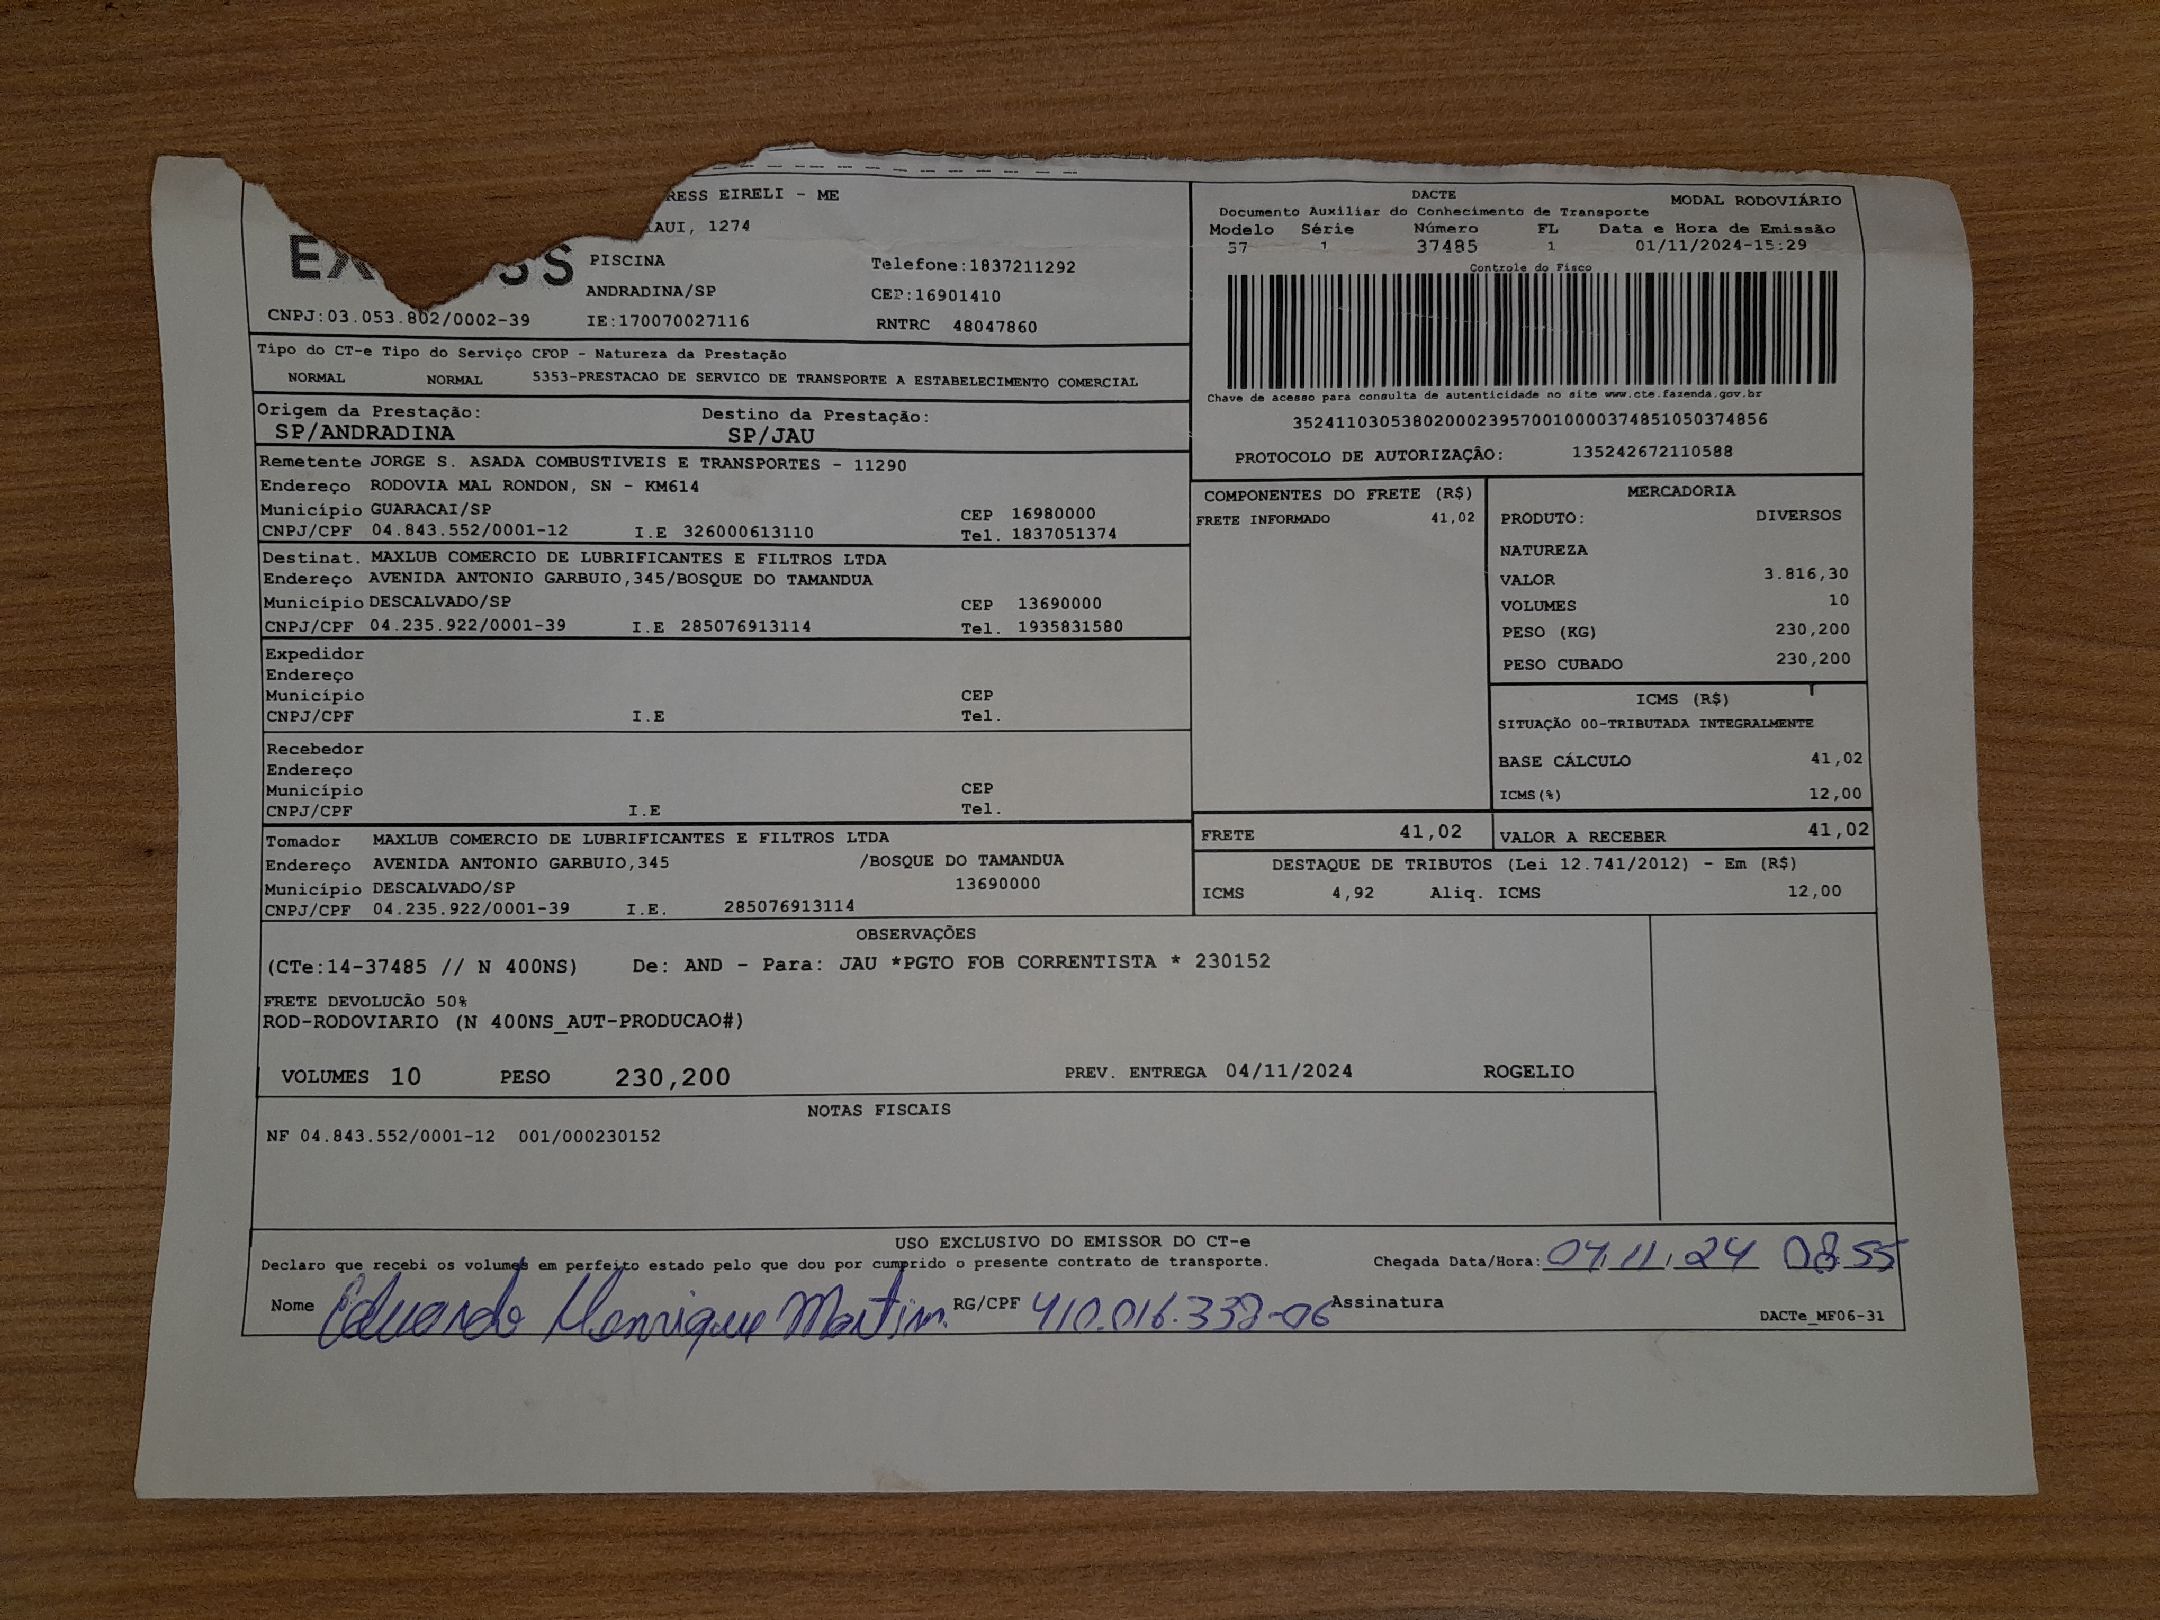 EIRELI - ME
1274
PISCINA
Telefone:1837211292
ANDRADINA/SP
CEP:16901410
CNPJ:03.053.802/0002-39 IE:170070027116 RNTRC 48047860
DACTE MODAL RODOVIÁRIO
Documento Auxiliar do Conhecimento de Transporte
Modelo Série Número FL Data e Hora de Emissão
57 1 37485 1 01/11/2024-15:29
Controle do Fisco
Chave de acesso para consulta de autenticidade no site www.cte.fazenda.gov.br
35241103053802000239570010000374851050374856
PROTOCOLO DE AUTORIZAÇÃO: 135242672110588
Tipo do CT-e Tipo do Serviço CFOP - Natureza da Prestação
NORMAL NORMAL 5353-PRESTACAO DE SERVICO DE TRANSPORTE A ESTABELECIMENTO COMERCIAL
Origem da Prestação: Destino da Prestação:
SP/ANDRADINA SP/JAU
Remetente JORGE S. ASADA COMBUSTIVEIS E TRANSPORTES - 11290
Endereço RODOVIA MAL RONDON, SN - KM614
Município GUARACAI/SP CEP 16980000
CNPJ/CPF 04.843.552/0001-12 I.E 326000613110 Tel. 1837051374
Destinat. MAXLUB COMERCIO DE LUBRIFICANTES E FILTROS LTDA
Endereço AVENIDA ANTONIO GARBUIO,345/BOSQUE DO TAMANDUA
Município DESCALVADO/SP CEP 13690000
CNPJ/CPF 04.235.922/0001-39 I.E 285076913114 Tel. 1935831580
Expedidor
Endereço
Município CEP
CNPJ/CPF I.E Tel.
Recebedor
Endereço
Município CEP
CNPJ/CPF I.E Tel.
Tomador MAXLUB COMERCIO DE LUBRIFICANTES E FILTROS LTDA
Endereço AVENIDA ANTONIO GARBUIO,345 /BOSQUE DO TAMANDUA
Município DESCALVADO/SP 13690000
CNPJ/CPF 04.235.922/0001-39 I.E. 285076913114
COMPONENTES DO FRETE (R$)
FRETE INFORMADO 41,02
MERCADORIA
PRODUTO: DIVERSOS
NATUREZA
VALOR 3.816,30
VOLUMES 10
PESO (KG) 230,200
PESO CUBADO 230,200
ICMS (R$)
SITUAÇÃO 00-TRIBUTADA INTEGRALMENTE
BASE CÁLCULO 41,02
ICMS(%) 12,00
FRETE 41,02 VALOR A RECEBER 41,02
DESTAQUE DE TRIBUTOS (Lei 12.741/2012) - Em (R$)
ICMS 4,92 Aliq. ICMS 12,00
OBSERVAÇÕES
(CTe:14-37485 // N 400NS) De: AND - Para: JAU *PGTO FOB CORRENTISTA * 230152
FRETE DEVOLUCÃO 50%
ROD-RODOVIARIO (N 400NS_AUT-PRODUCAO#)
VOLUMES 10 PESO 230,200 PREV. ENTREGA 04/11/2024 ROGELIO
NOTAS FISCAIS
NF 04.843.552/0001-12 001/000230152
USO EXCLUSIVO DO EMISSOR DO CT-e
Declaro que recebi os volumes em perfeito estado pelo que dou por cumprido o presente contrato de transporte. Chegada Data/Hora: 04.11.24 08:55
Nome Eduardo Henrique Martim. RG/CPF 410.016.338-06 Assinatura
DACTe_MF06-31